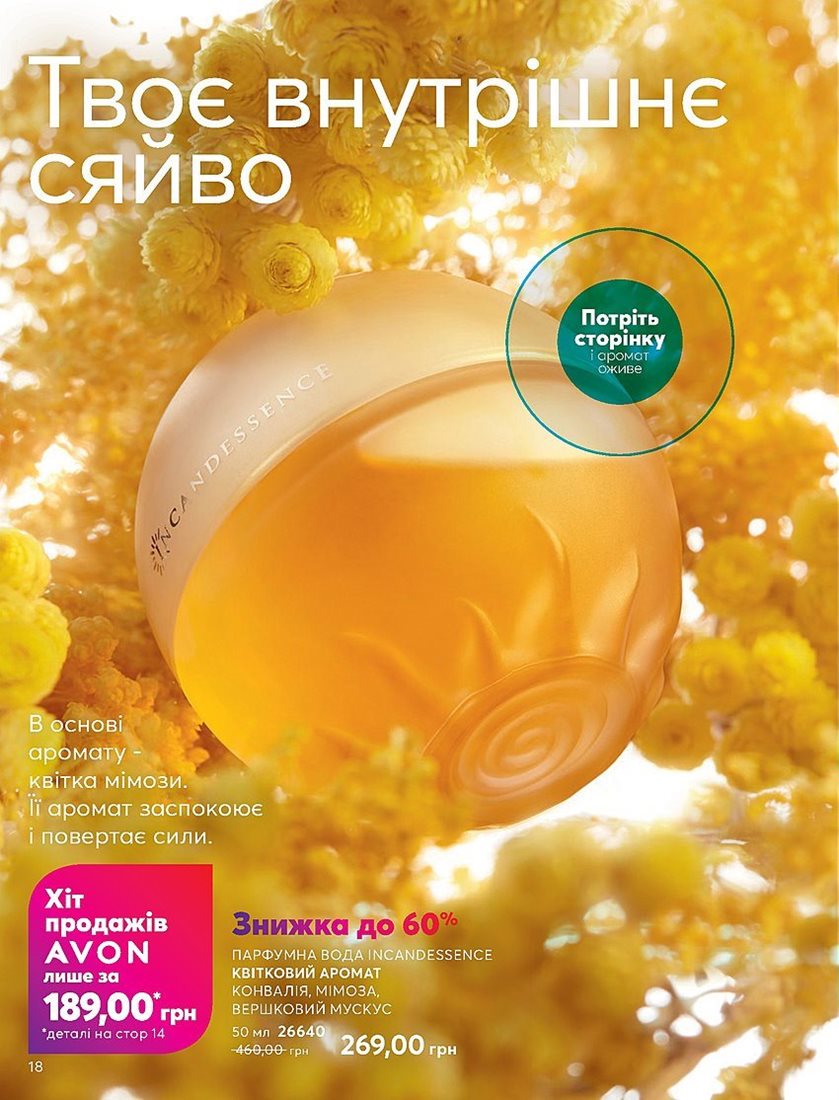 Твоє внутрішнє
сяйво
Потріть
сторінку
і аромат
оживе
INCANDESSENCE
В основі
аромату -
квітка мімози.
Її аромат заспокоює
і повертає сили.
Хіт
продажів
AVON
лише за
189,00* грн
*деталі на стор 14
Знижка до 60%
ПАРФУМНА ВОДА INCANDESSENCE
КВІТКОВИЙ АРОМАТ
КОНВАЛІЯ, МІМОЗА,
ВЕРШКОВИЙ МУСКУС
50 мл 26640
460,00 грн 269,00 грн
18